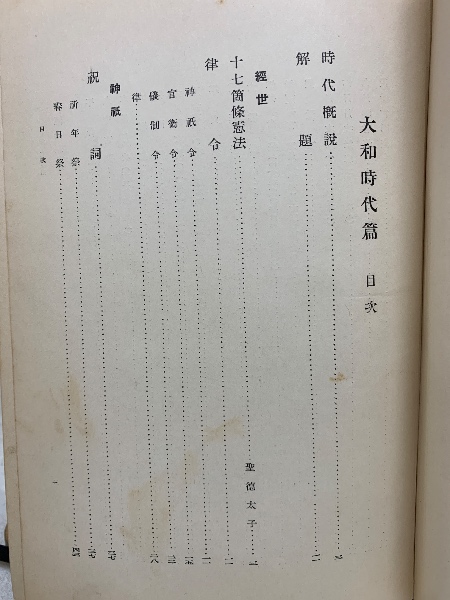 大和時代篇 目次
時代概説
解題
經世
十七箇條憲法 聖德太子
律令
神祇令
官衞令
儀制令
律
神祇
祝詞
祈年祭
春日祭
目次 一